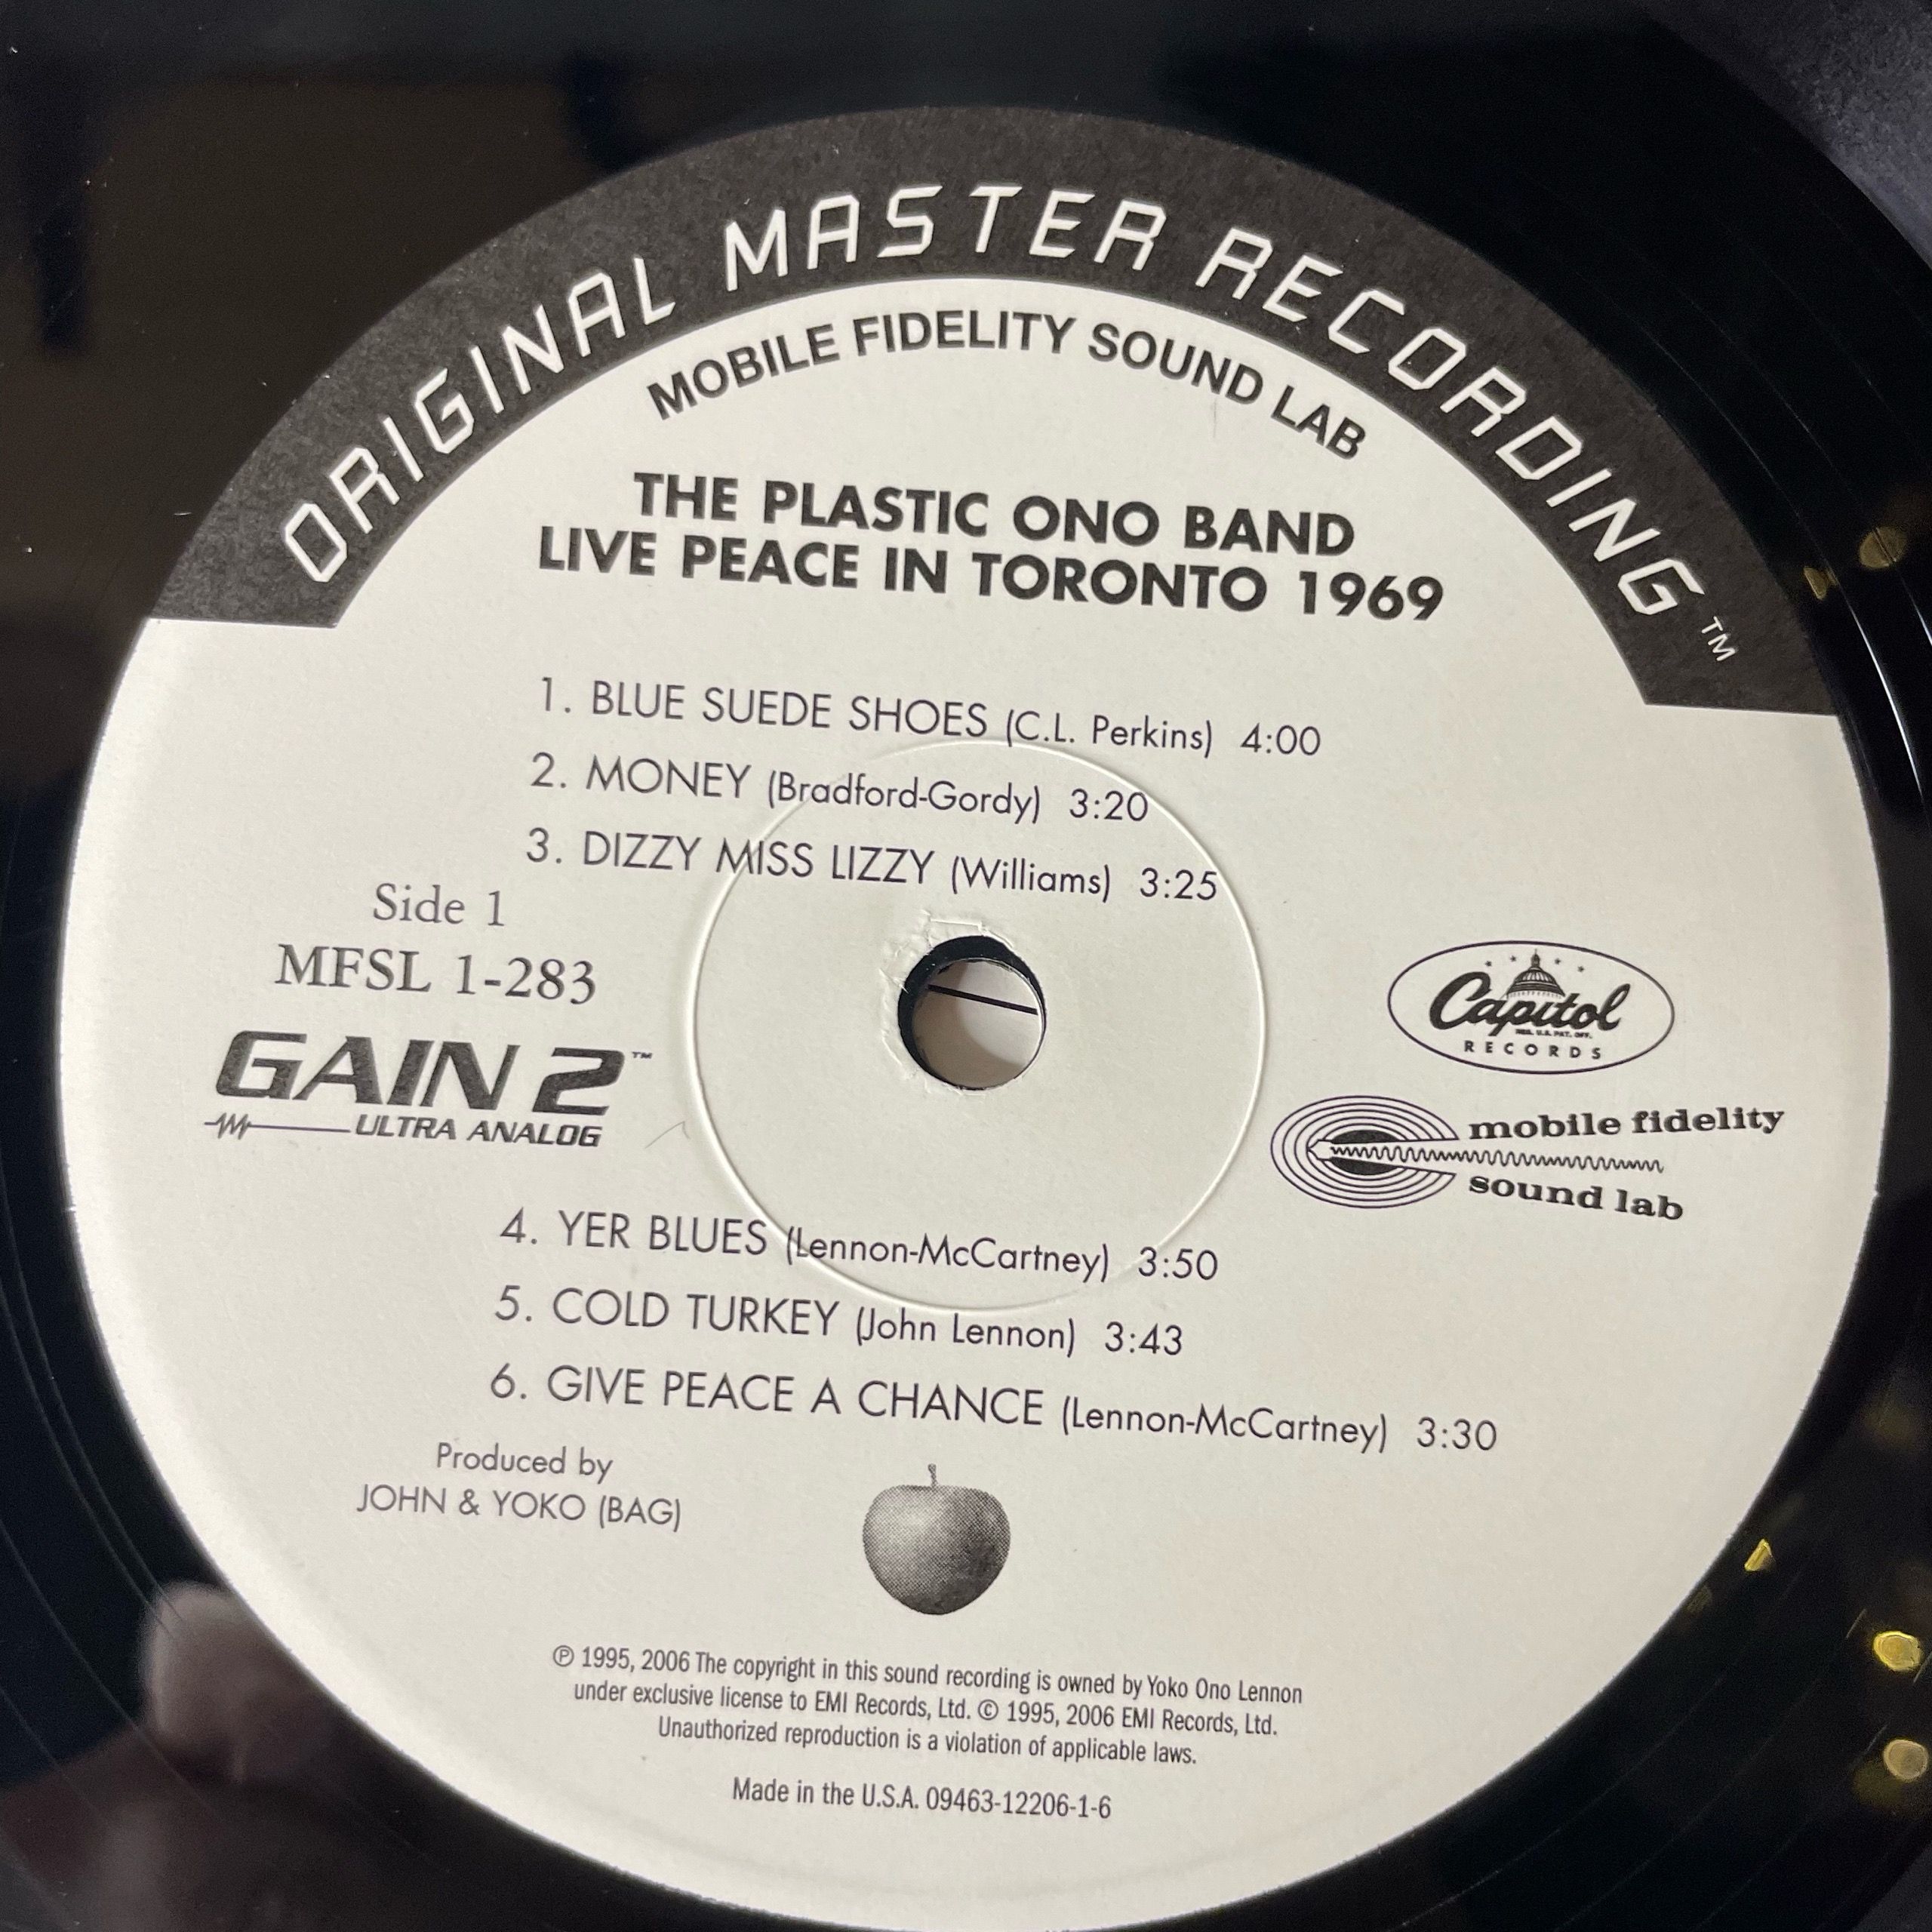 ORIGINAL MASTER RECORDING™
MOBILE FIDELITY SOUND LAB
THE PLASTIC ONO BAND
LIVE PEACE IN TORONTO 1969
1. BLUE SUEDE SHOES (C.L. Perkins) 4:00
2. MONEY (Bradford-Gordy) 3:20
3. DIZZY MISS LIZZY (Williams) 3:25
Side 1
MFSL 1-283
GAIN 2™
ULTRA ANALOG
Capitol
REG. U.S. PAT. OFF.
RECORDS
mobile fidelity
sound lab
4. YER BLUES (Lennon-McCartney) 3:50
5. COLD TURKEY (John Lennon) 3:43
6. GIVE PEACE A CHANCE (Lennon-McCartney) 3:30
Produced by
JOHN & YOKO (BAG)
℗ 1995, 2006 The copyright in this sound recording is owned by Yoko Ono Lennon
under exclusive license to EMI Records, Ltd. © 1995, 2006 EMI Records, Ltd.
Unauthorized reproduction is a violation of applicable laws.
Made in the U.S.A. 09463-12206-1-6